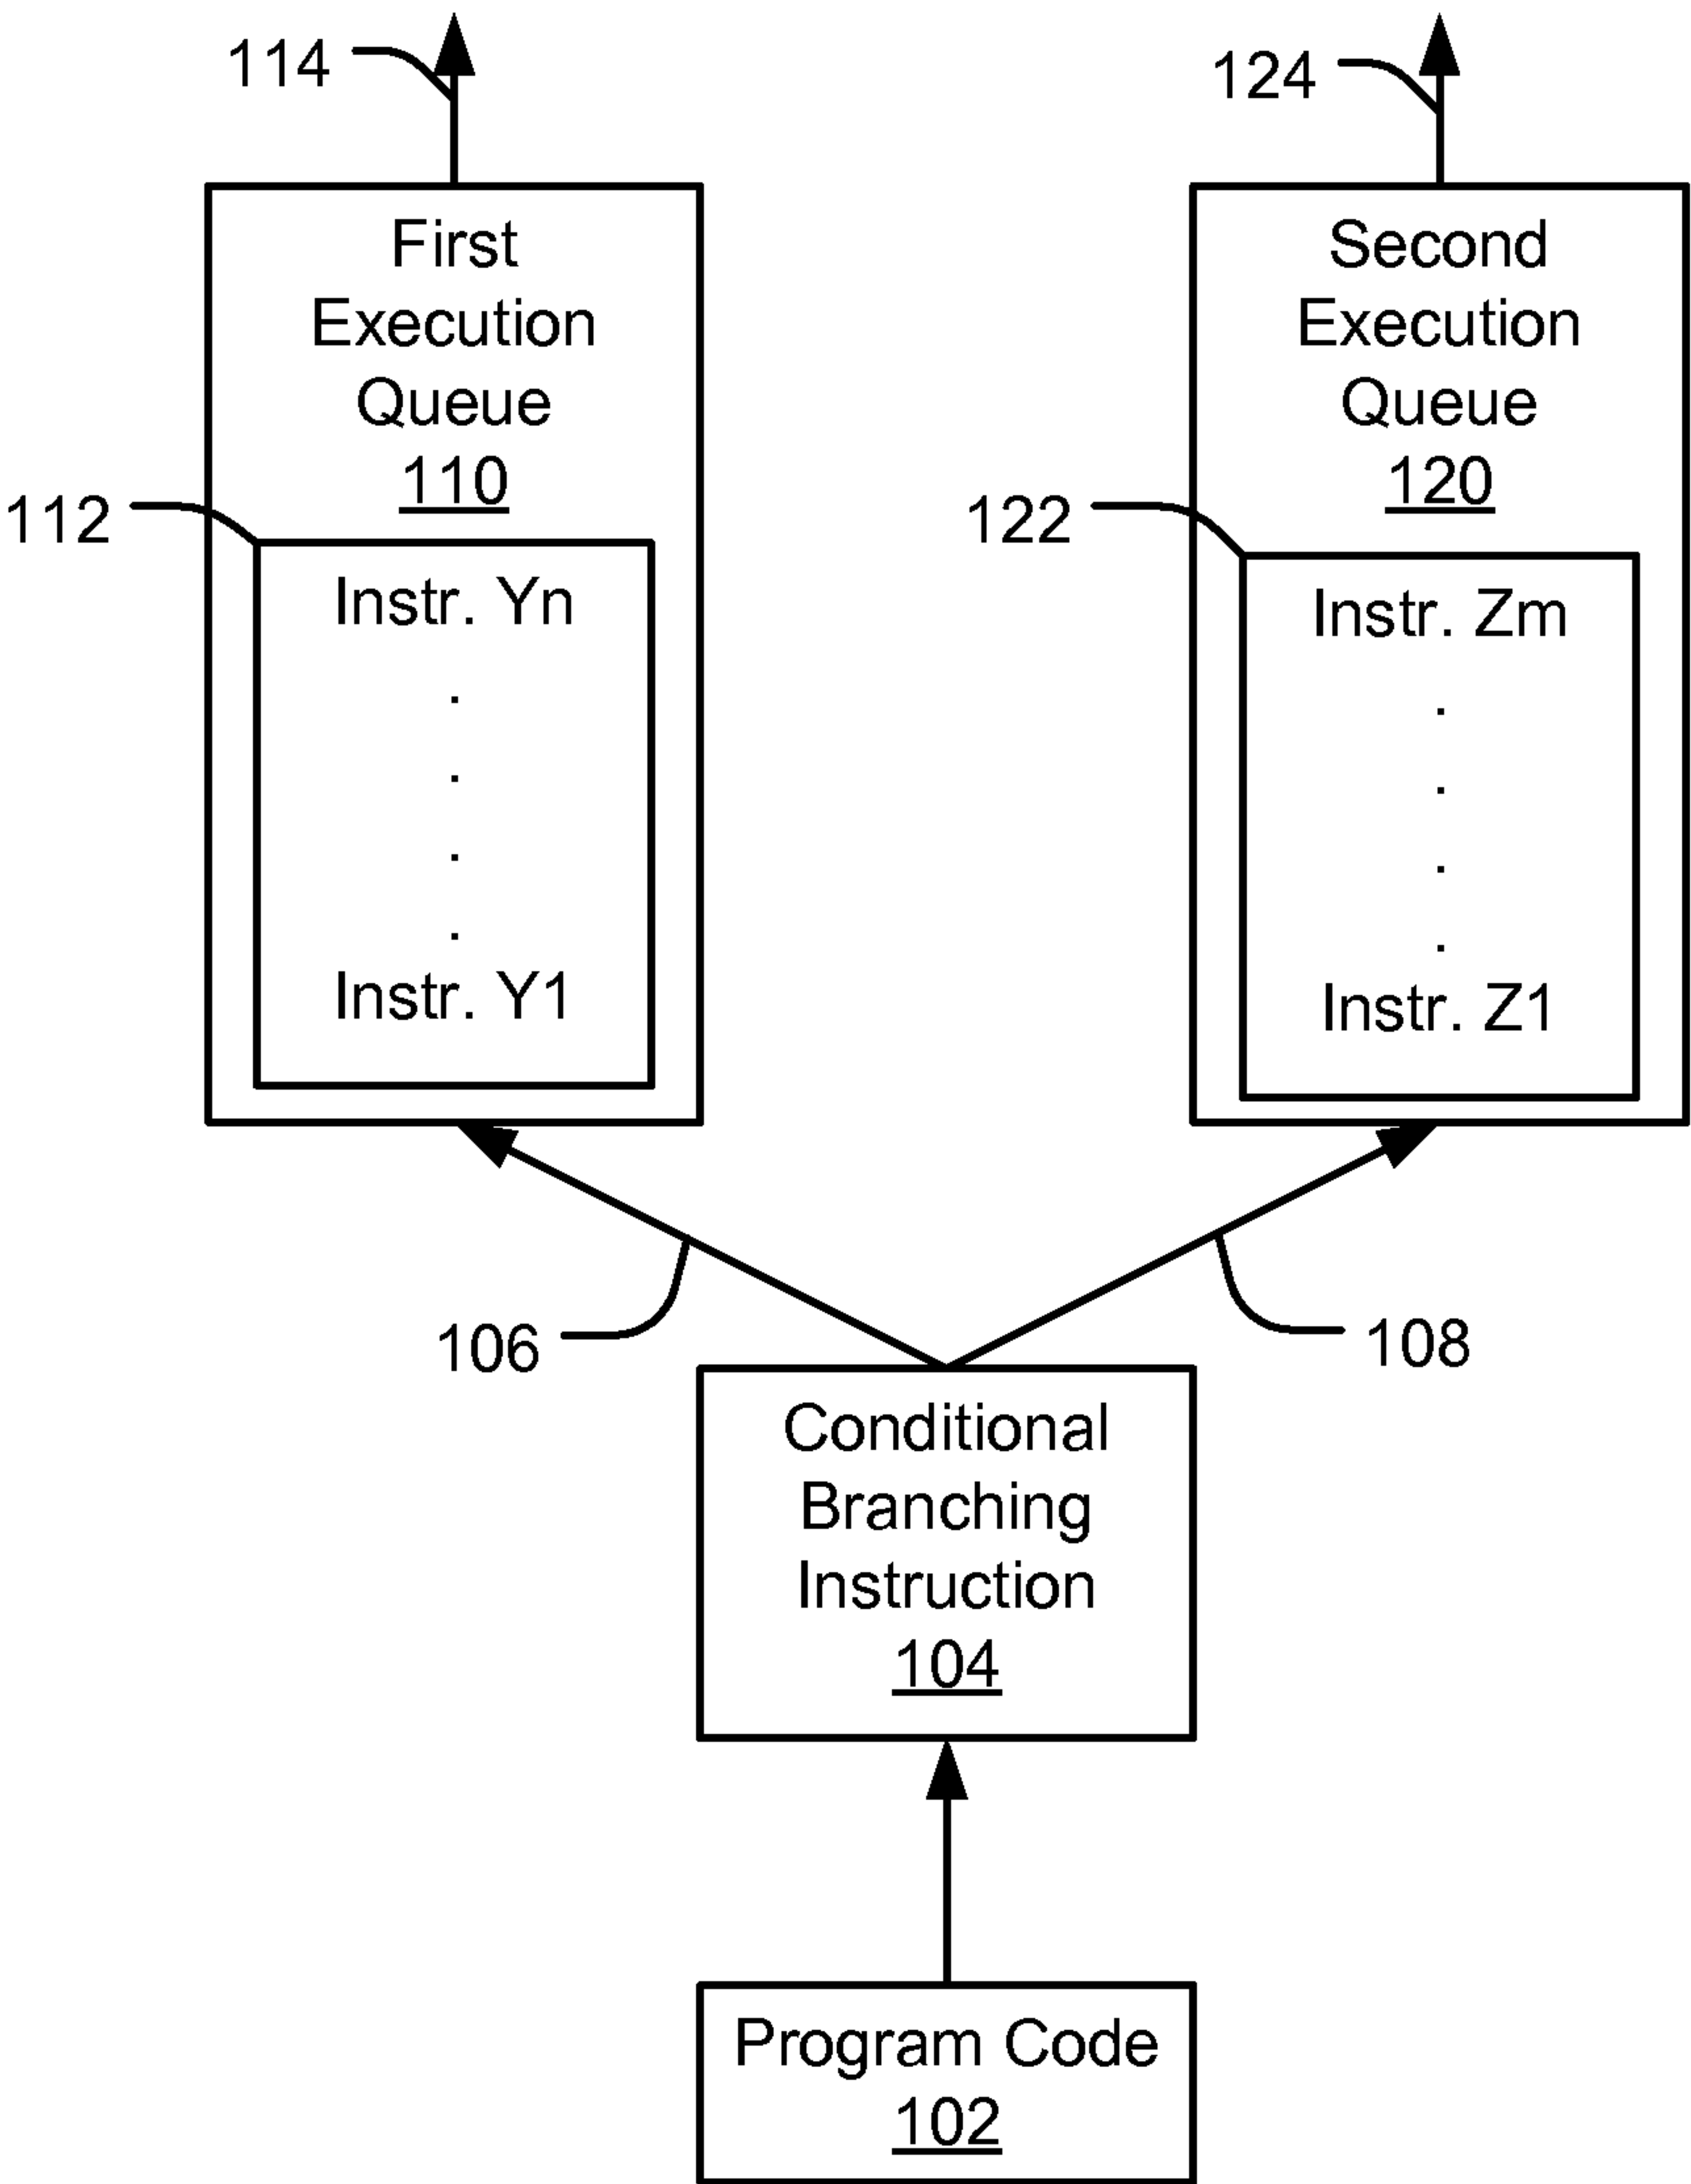 114
124
First
Execution
Queue
110
Second
Execution
Queue
120
112
122
Instr. Yn
.
.
.
.
Instr. Y1
Instr. Zm
.
.
.
.
Instr. Z1
106
108
Conditional
Branching
Instruction
104
Program Code
102